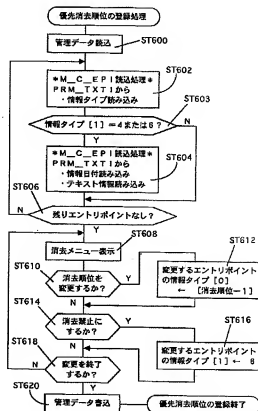 優先消去順位の登録処理
管理データ読込
ST600
ST602
*M_C_EPI読込処理*
PRM_TXTIから
・情報タイプ読み込み
ST603
情報タイプ[1]=4または6?
N
Y
*M_C_EPI読込処理*
PRM_TXTIから
・情報日付読み込み
・テキスト情報読み込み
ST604
ST606
N
残りエントリポイントなし?
Y
ST608
消去メニュー表示
ST610
消去順位を
変更するか?
Y
N
ST612
変更するエントリポイント
の情報タイプ[0]
← [消去順位-1]
ST614
消去禁止に
するか?
Y
N
ST616
変更するエントリポイント
の情報タイプ[1]← 6
ST618
変更を終了
するか?
N
Y
ST620
管理データ書込
優先消去順位の登録終了